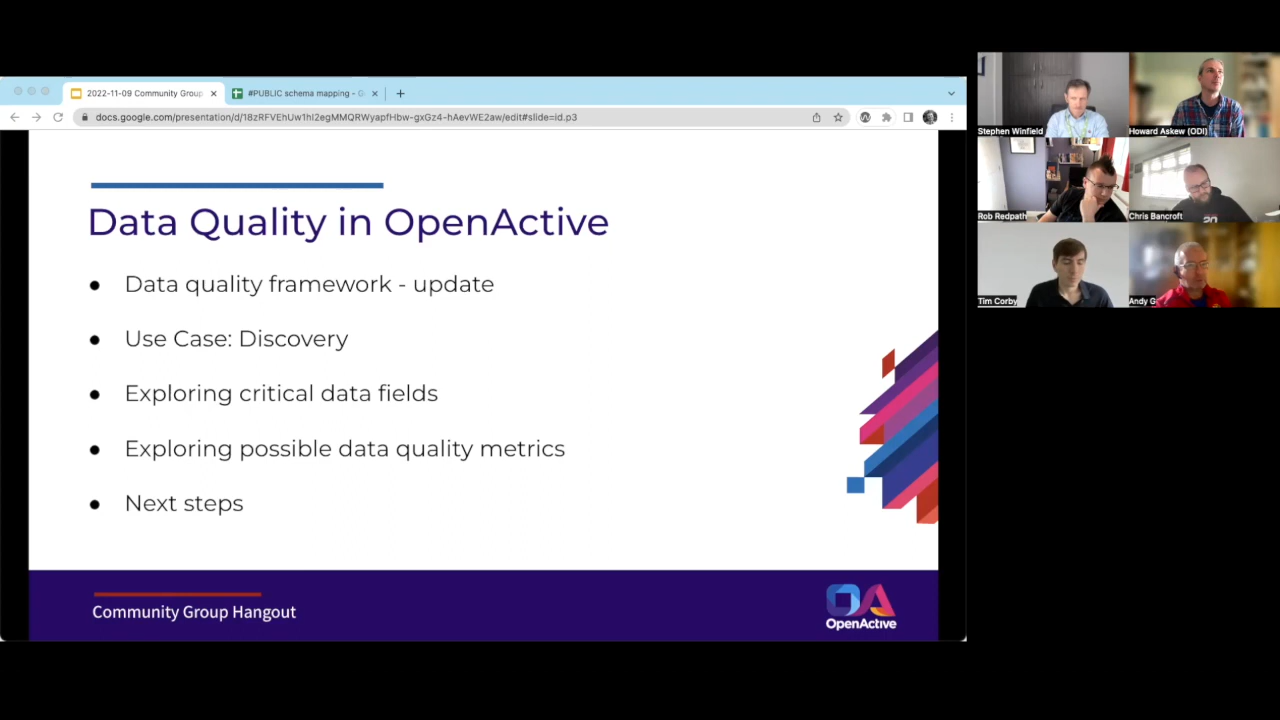 2022-11-09 Community Group
#PUBLIC schema mapping - G
docs.google.com/presentation/d/18zRFVEhUw1hI2egMMQRWyapfHbw-gxGz4-hAevWE2aw/edit#slide=id.p3
Data Quality in OpenActive
● Data quality framework - update
● Use Case: Discovery
● Exploring critical data fields
● Exploring possible data quality metrics
● Next steps
Community Group Hangout
OpenActive
Stephen Winfield
Howard Askew (ODI)
Rob Redpath
Chris Bancroft
20
Tim Corby
Andy G